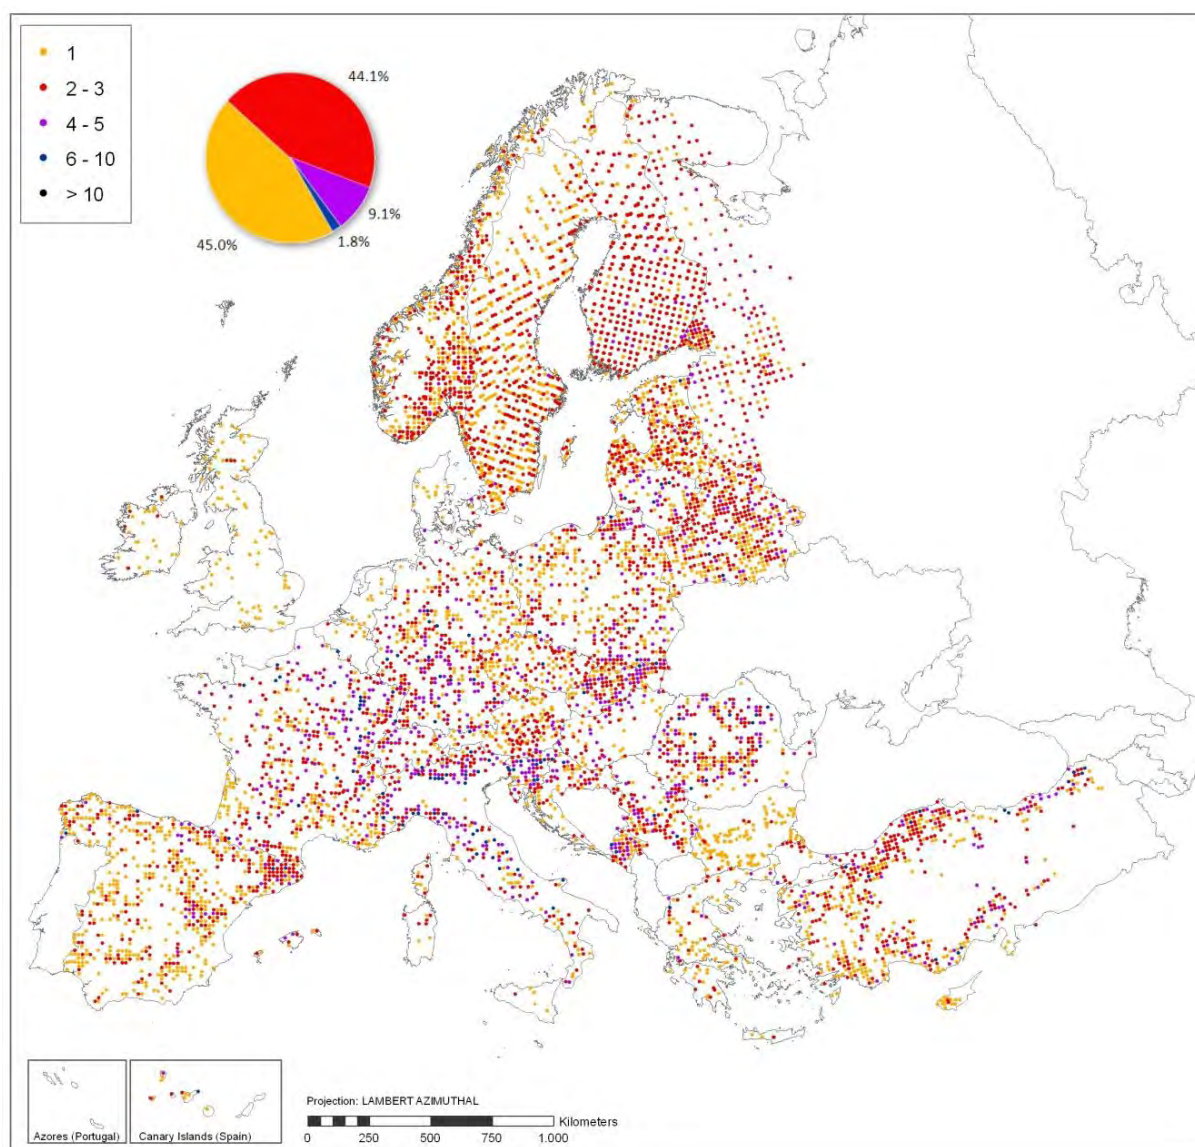 1
2 - 3
4 - 5
6 - 10
> 10
44.1%
9.1%
1.8%
45.0%
Azores (Portugal)
Canary Islands (Spain)
Projection: LAMBERT AZIMUTHAL
Kilometers
0 250 500 750 1.000